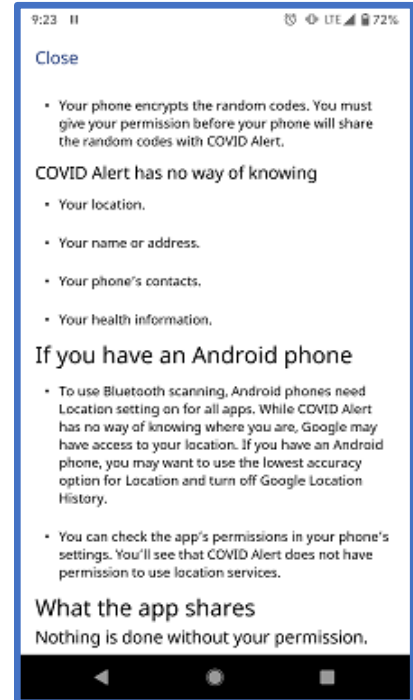 9:23 LTE 72%
Close
• Your phone encrypts the random codes. You must
give your permission before your phone will share
the random codes with COVID Alert.
COVID Alert has no way of knowing
• Your location.
• Your name or address.
• Your phone's contacts.
• Your health information.
If you have an Android phone
• To use Bluetooth scanning, Android phones need
Location setting on for all apps. While COVID Alert
has no way of knowing where you are, Google may
have access to your location. If you have an Android
phone, you may want to use the lowest accuracy
option for Location and turn off Google Location
History.
• You can check the app's permissions in your phone's
settings. You'll see that COVID Alert does not have
permission to use location services.
What the app shares
Nothing is done without your permission.